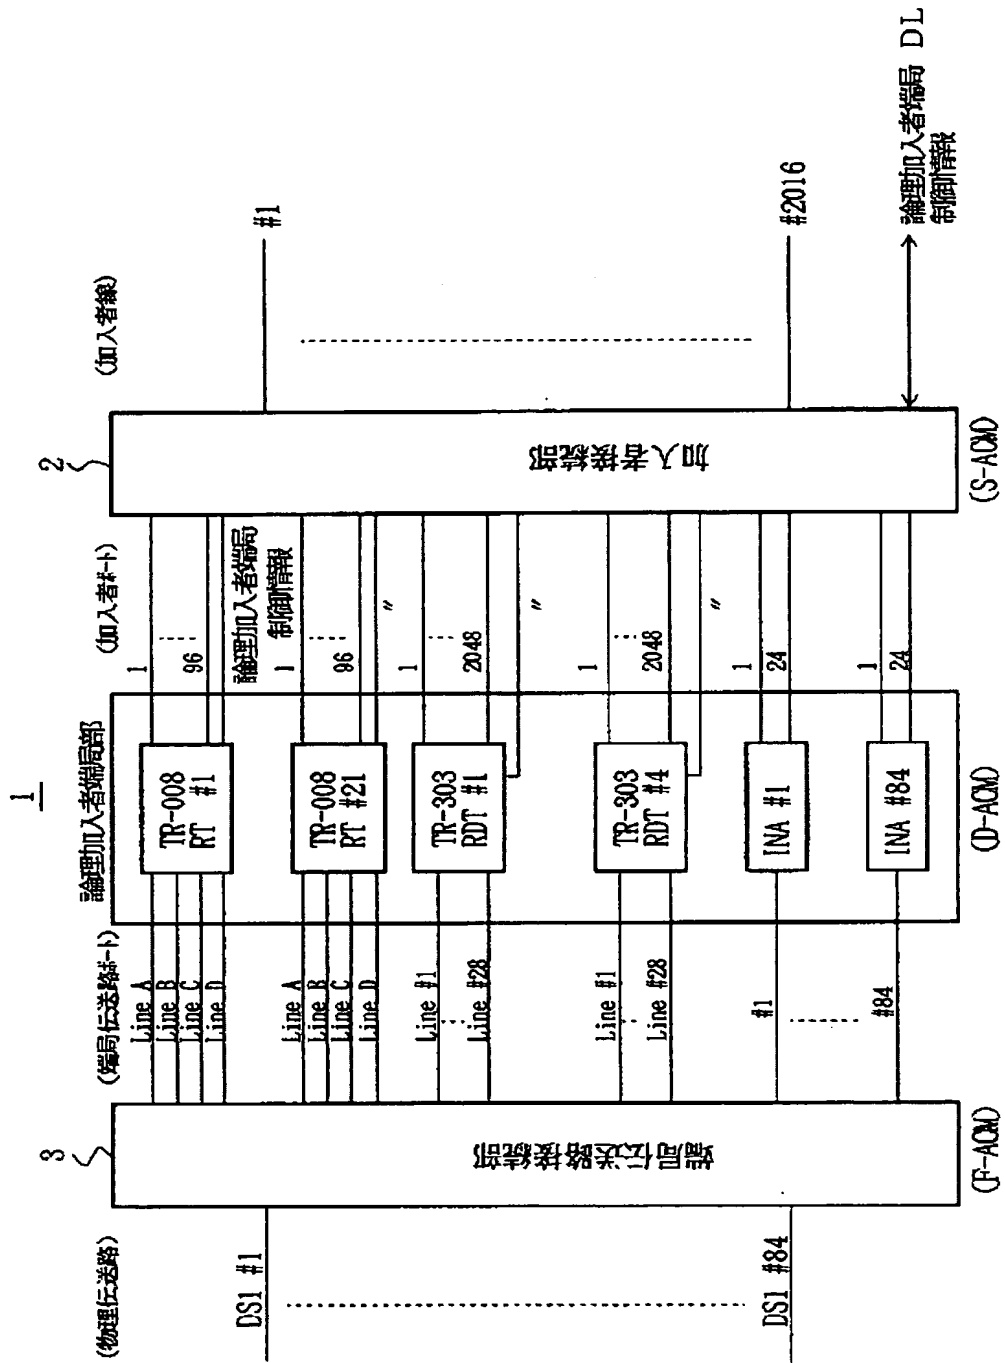 1
(物理伝送路)
(端局伝送路ポート)
論理加入者端局部
(加入者ポート)
(加入者線)
3
2
DS1 #1
DS1 #84
端局伝送路接続部
(F-ACM)
Line A
Line B
Line C
Line D
Line A
Line B
Line C
Line D
Line #1
Line #28
Line #1
Line #28
#1
#84
TR-008
RT #1
TR-008
RT #21
TR-303
RDT #1
TR-303
RDT #4
INA #1
INA #84
(D-ACM)
1
96
論理加入者端局
制御情報
1
96
〃
1
2048
〃
1
2048
〃
1
24
1
24
加入者接続部
(S-ACM)
#1
#2016
論理加入者端局 DL
制御情報